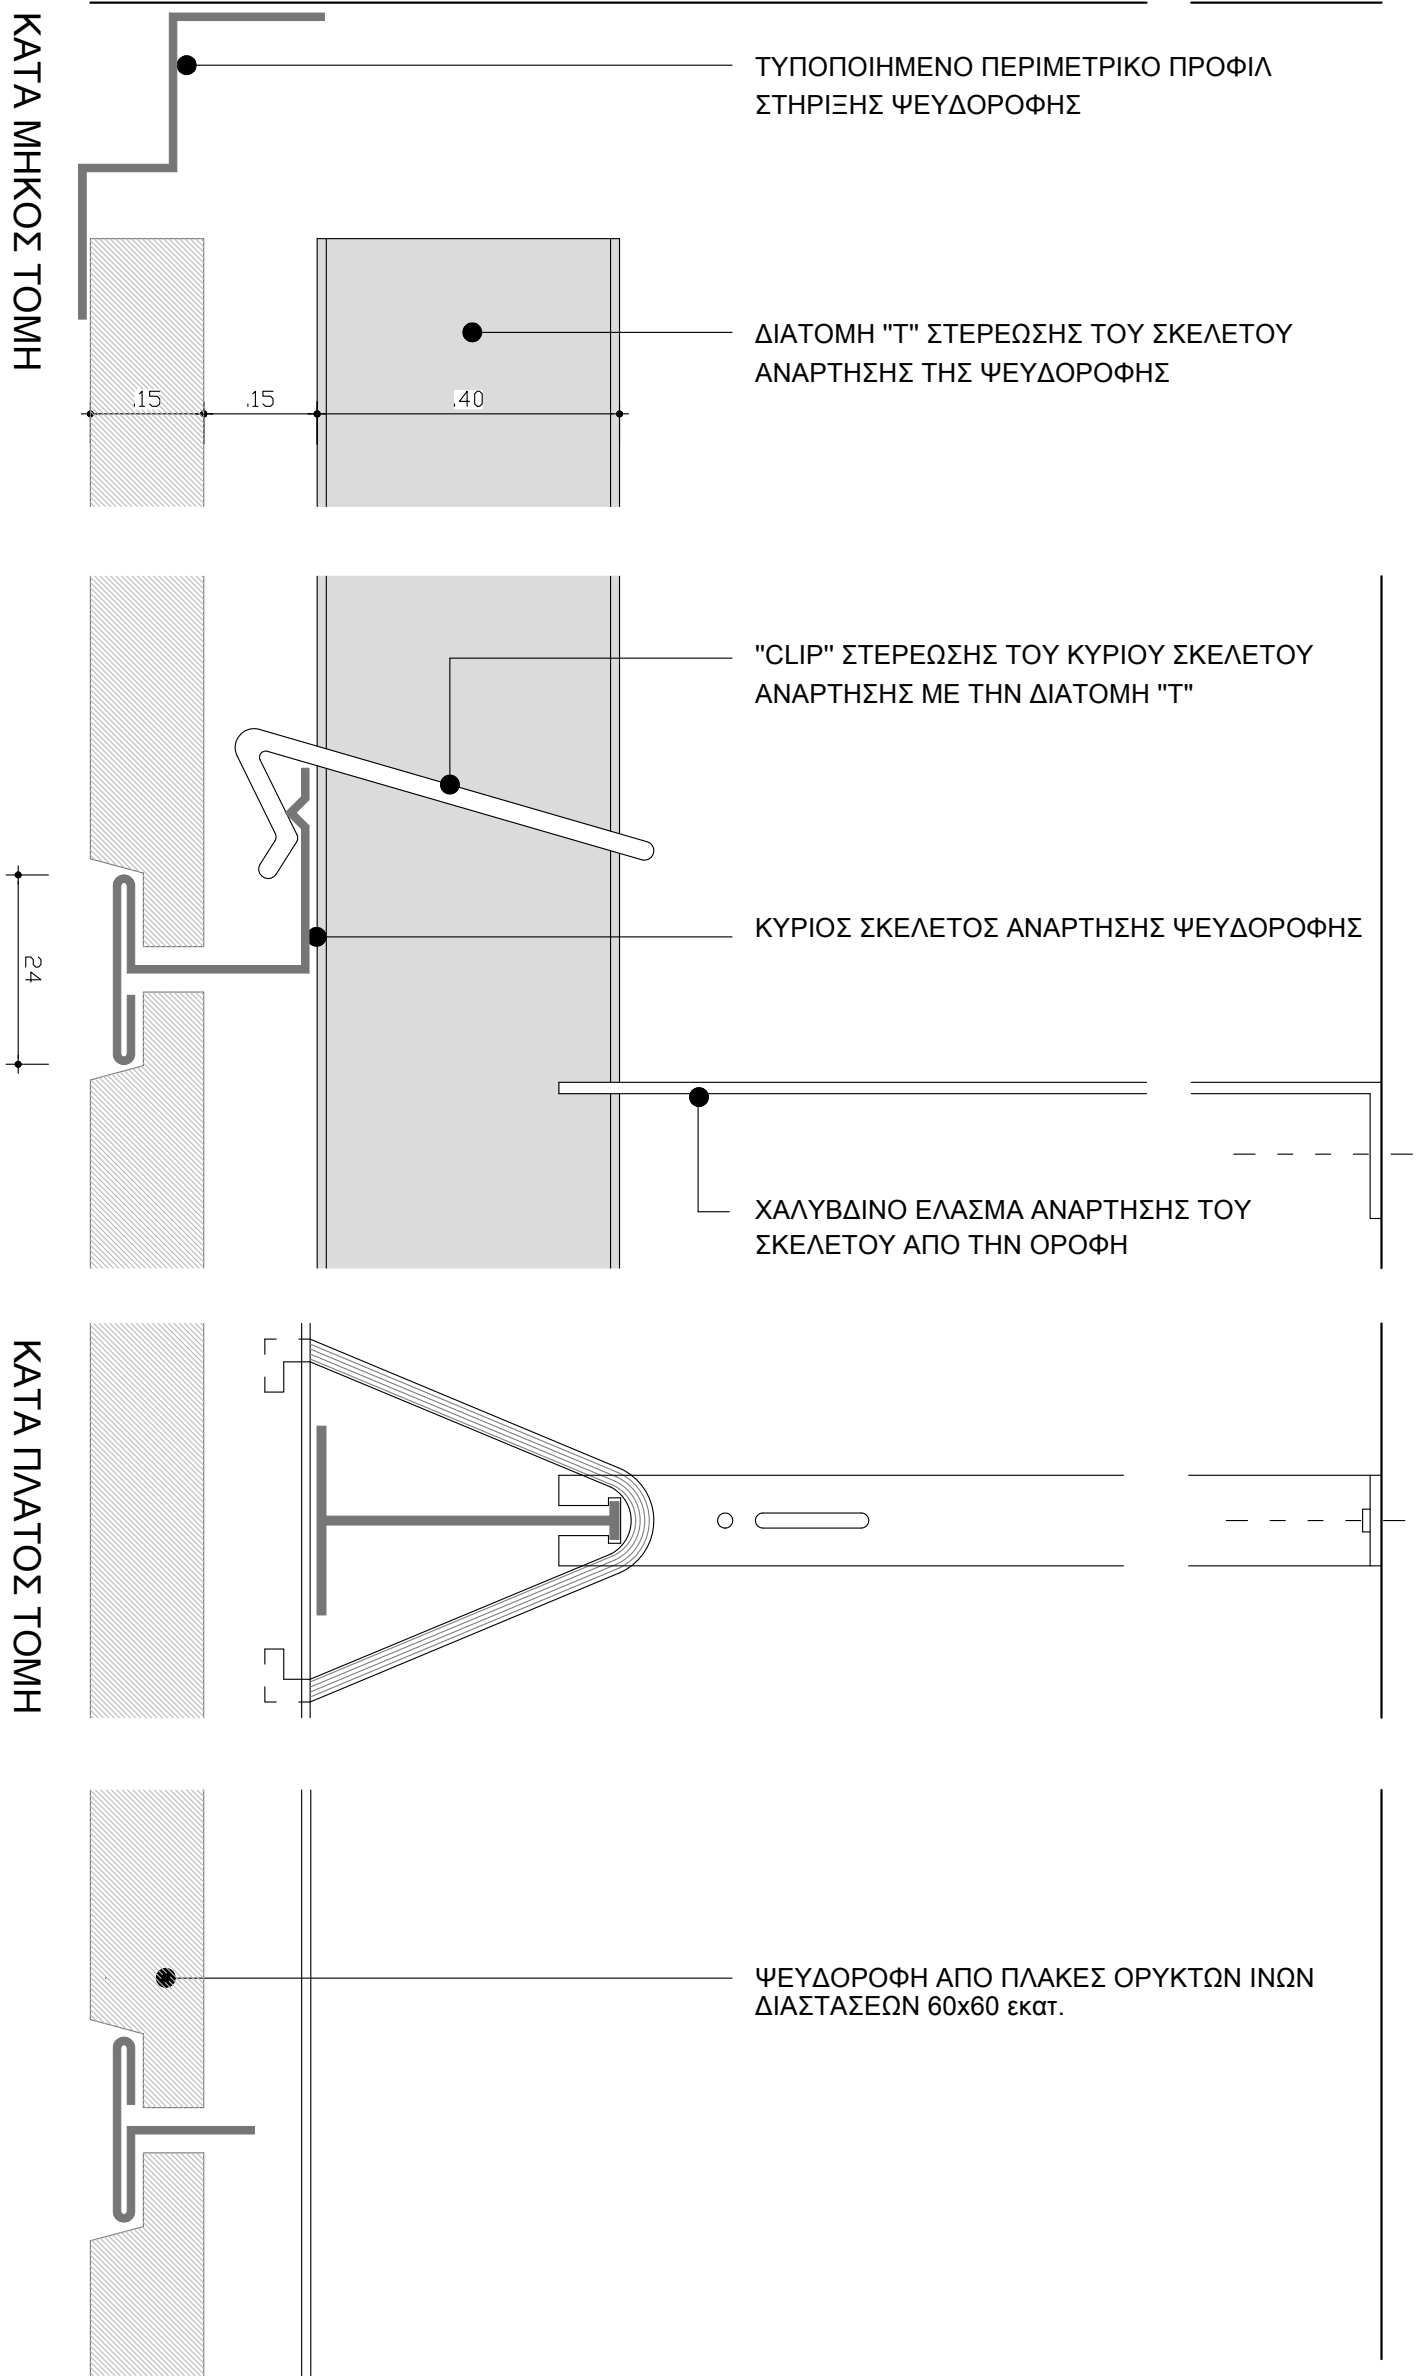 ΚΑΤΑ ΜΗΚΟΣ ΤΟΜΗ
ΤΥΠΟΠΟΙΗΜΕΝΟ ΠΕΡΙΜΕΤΡΙΚΟ ΠΡΟΦΙΛ
ΣΤΗΡΙΞΗΣ ΨΕΥΔΟΡΟΦΗΣ
ΔΙΑΤΟΜΗ "Τ" ΣΤΕΡΕΩΣΗΣ ΤΟΥ ΣΚΕΛΕΤΟΥ
ΑΝΑΡΤΗΣΗΣ ΤΗΣ ΨΕΥΔΟΡΟΦΗΣ
.15 .15 .40
"CLIP" ΣΤΕΡΕΩΣΗΣ ΤΟΥ ΚΥΡΙΟΥ ΣΚΕΛΕΤΟΥ
ΑΝΑΡΤΗΣΗΣ ΜΕ ΤΗΝ ΔΙΑΤΟΜΗ "Τ"
ΚΥΡΙΟΣ ΣΚΕΛΕΤΟΣ ΑΝΑΡΤΗΣΗΣ ΨΕΥΔΟΡΟΦΗΣ
24
ΧΑΛΥΒΔΙΝΟ ΕΛΑΣΜΑ ΑΝΑΡΤΗΣΗΣ ΤΟΥ
ΣΚΕΛΕΤΟΥ ΑΠΟ ΤΗΝ ΟΡΟΦΗ
ΚΑΤΑ ΠΛΑΤΟΣ ΤΟΜΗ
ΨΕΥΔΟΡΟΦΗ ΑΠΟ ΠΛΑΚΕΣ ΟΡΥΚΤΩΝ ΙΝΩΝ
ΔΙΑΣΤΑΣΕΩΝ 60x60 εκατ.